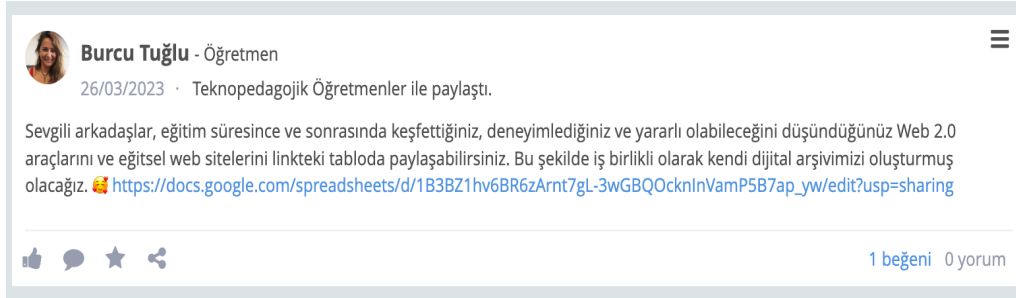 Burcu Tuğlu - Öğretmen
26/03/2023 · Teknopedagojik Öğretmenler ile paylaştı.
Sevgili arkadaşlar, eğitim süresince ve sonrasında keşfettiğiniz, deneyimlediğiniz ve yararlı olabileceğini düşündüğünüz Web 2.0
araçlarını ve eğitsel web sitelerini linkteki tabloda paylaşabilirsiniz. Bu şekilde iş birlikli olarak kendi dijital arşivimizi oluşturmuş
olacağız. 🥰 https://docs.google.com/spreadsheets/d/1B3BZ1hv6BR6zArnt7gL-3wGBQOcknInVamP5B7ap_yw/edit?usp=sharing
1 beğeni 0 yorum